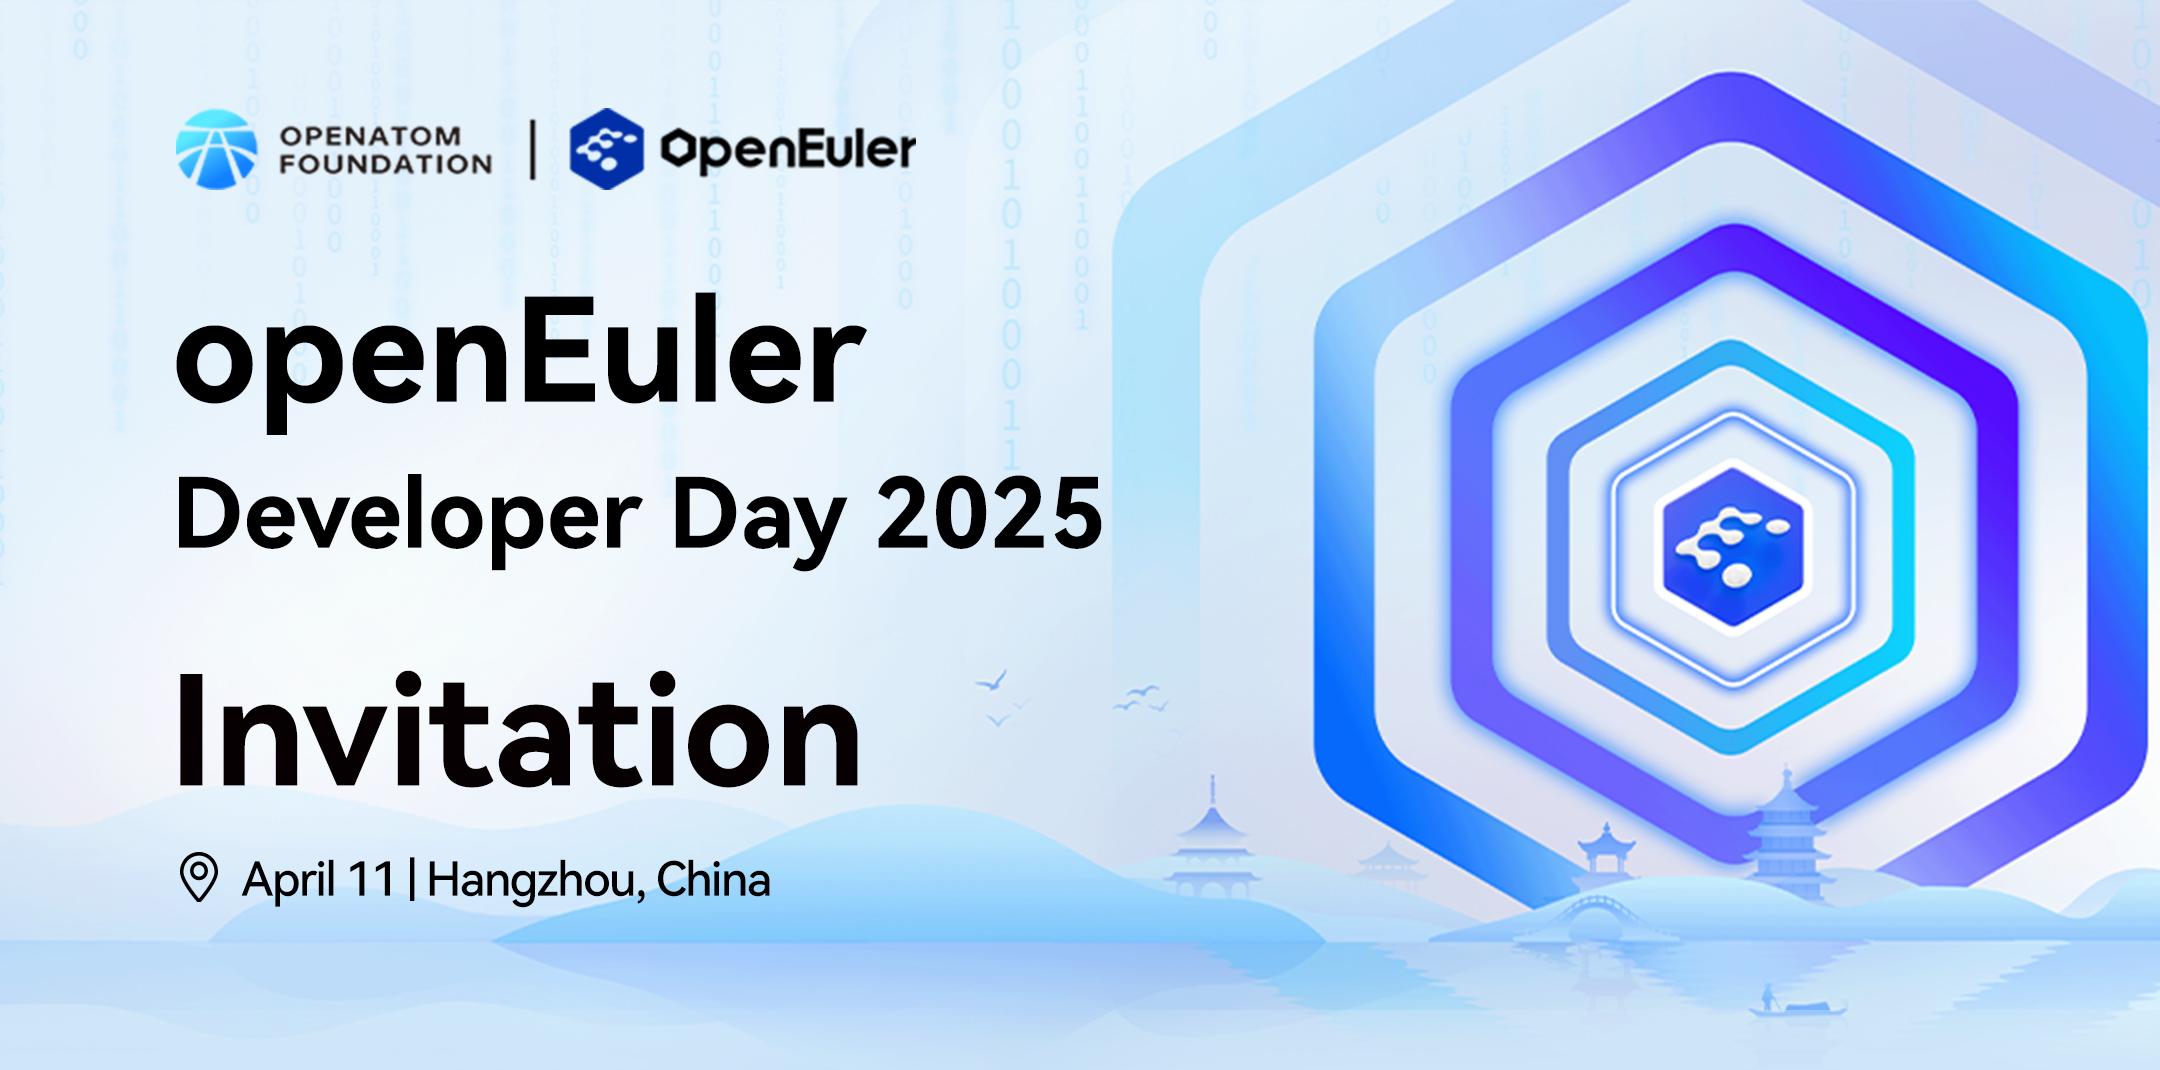 OPENATOM
FOUNDATION
OpenEuler
openEuler
Developer Day 2025
Invitation
April 11 | Hangzhou, China